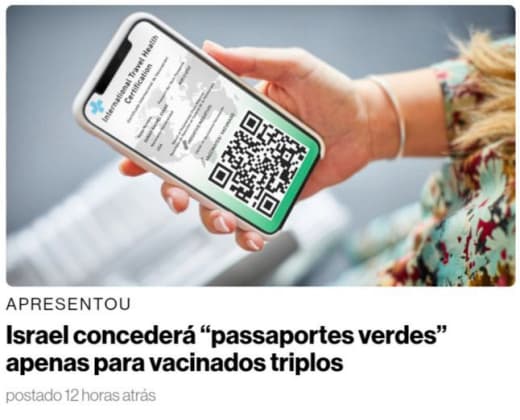 International Travel Health
Certification
APRESENTOU
Israel concederá “passaportes verdes”
apenas para vacinados triplos
postado 12 horas atrás